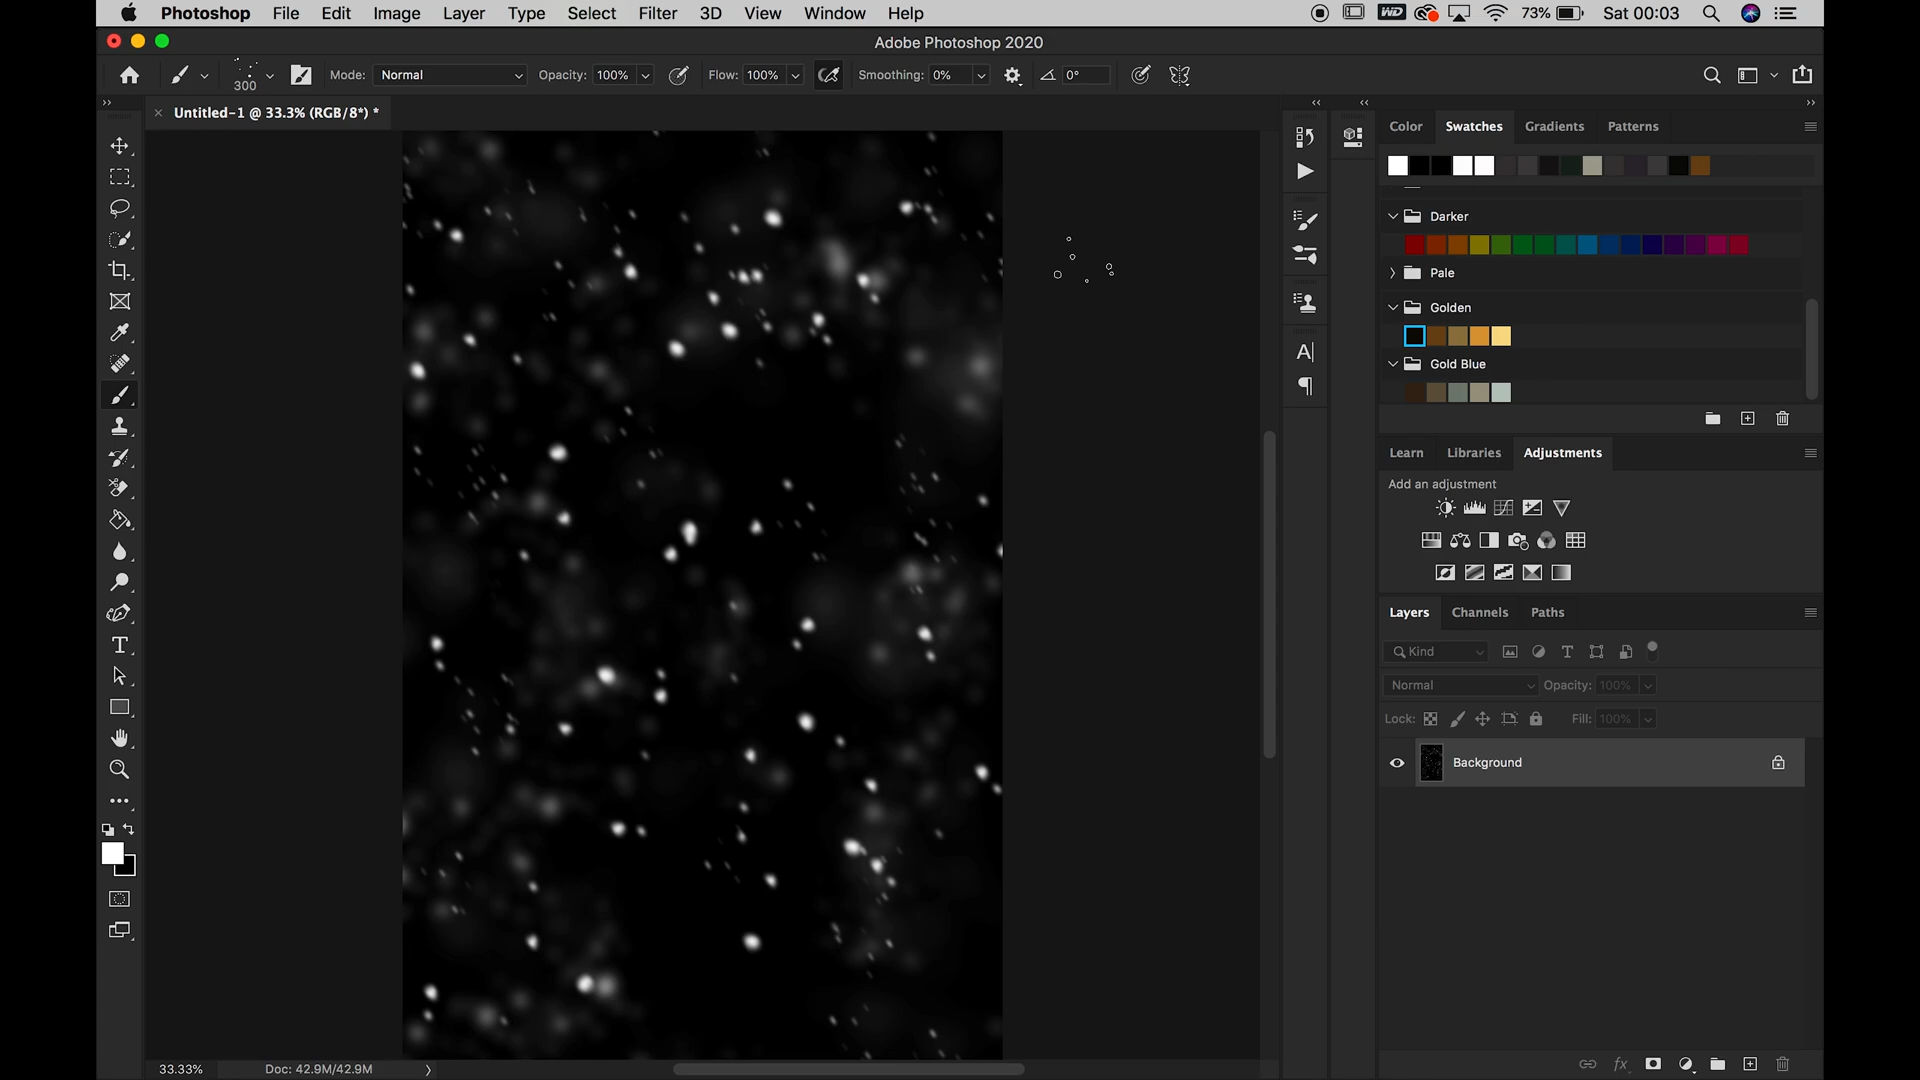 Photoshop File Edit Image Layer Type Select Filter 3D View Window Help WD 73% Sat 00:03
Adobe Photoshop 2020
300 Mode: Normal Opacity: 100% Flow: 100% Smoothing: 0% 0°
Untitled-1 @ 33.3% (RGB/8*) *
Color Swatches Gradients Patterns
Darker
Pale
Golden
Gold Blue
Learn Libraries Adjustments
Add an adjustment
Layers Channels Paths
Kind
Normal Opacity: 100%
Lock: Fill: 100%
Background
33.33% Doc: 42.9M/42.9M